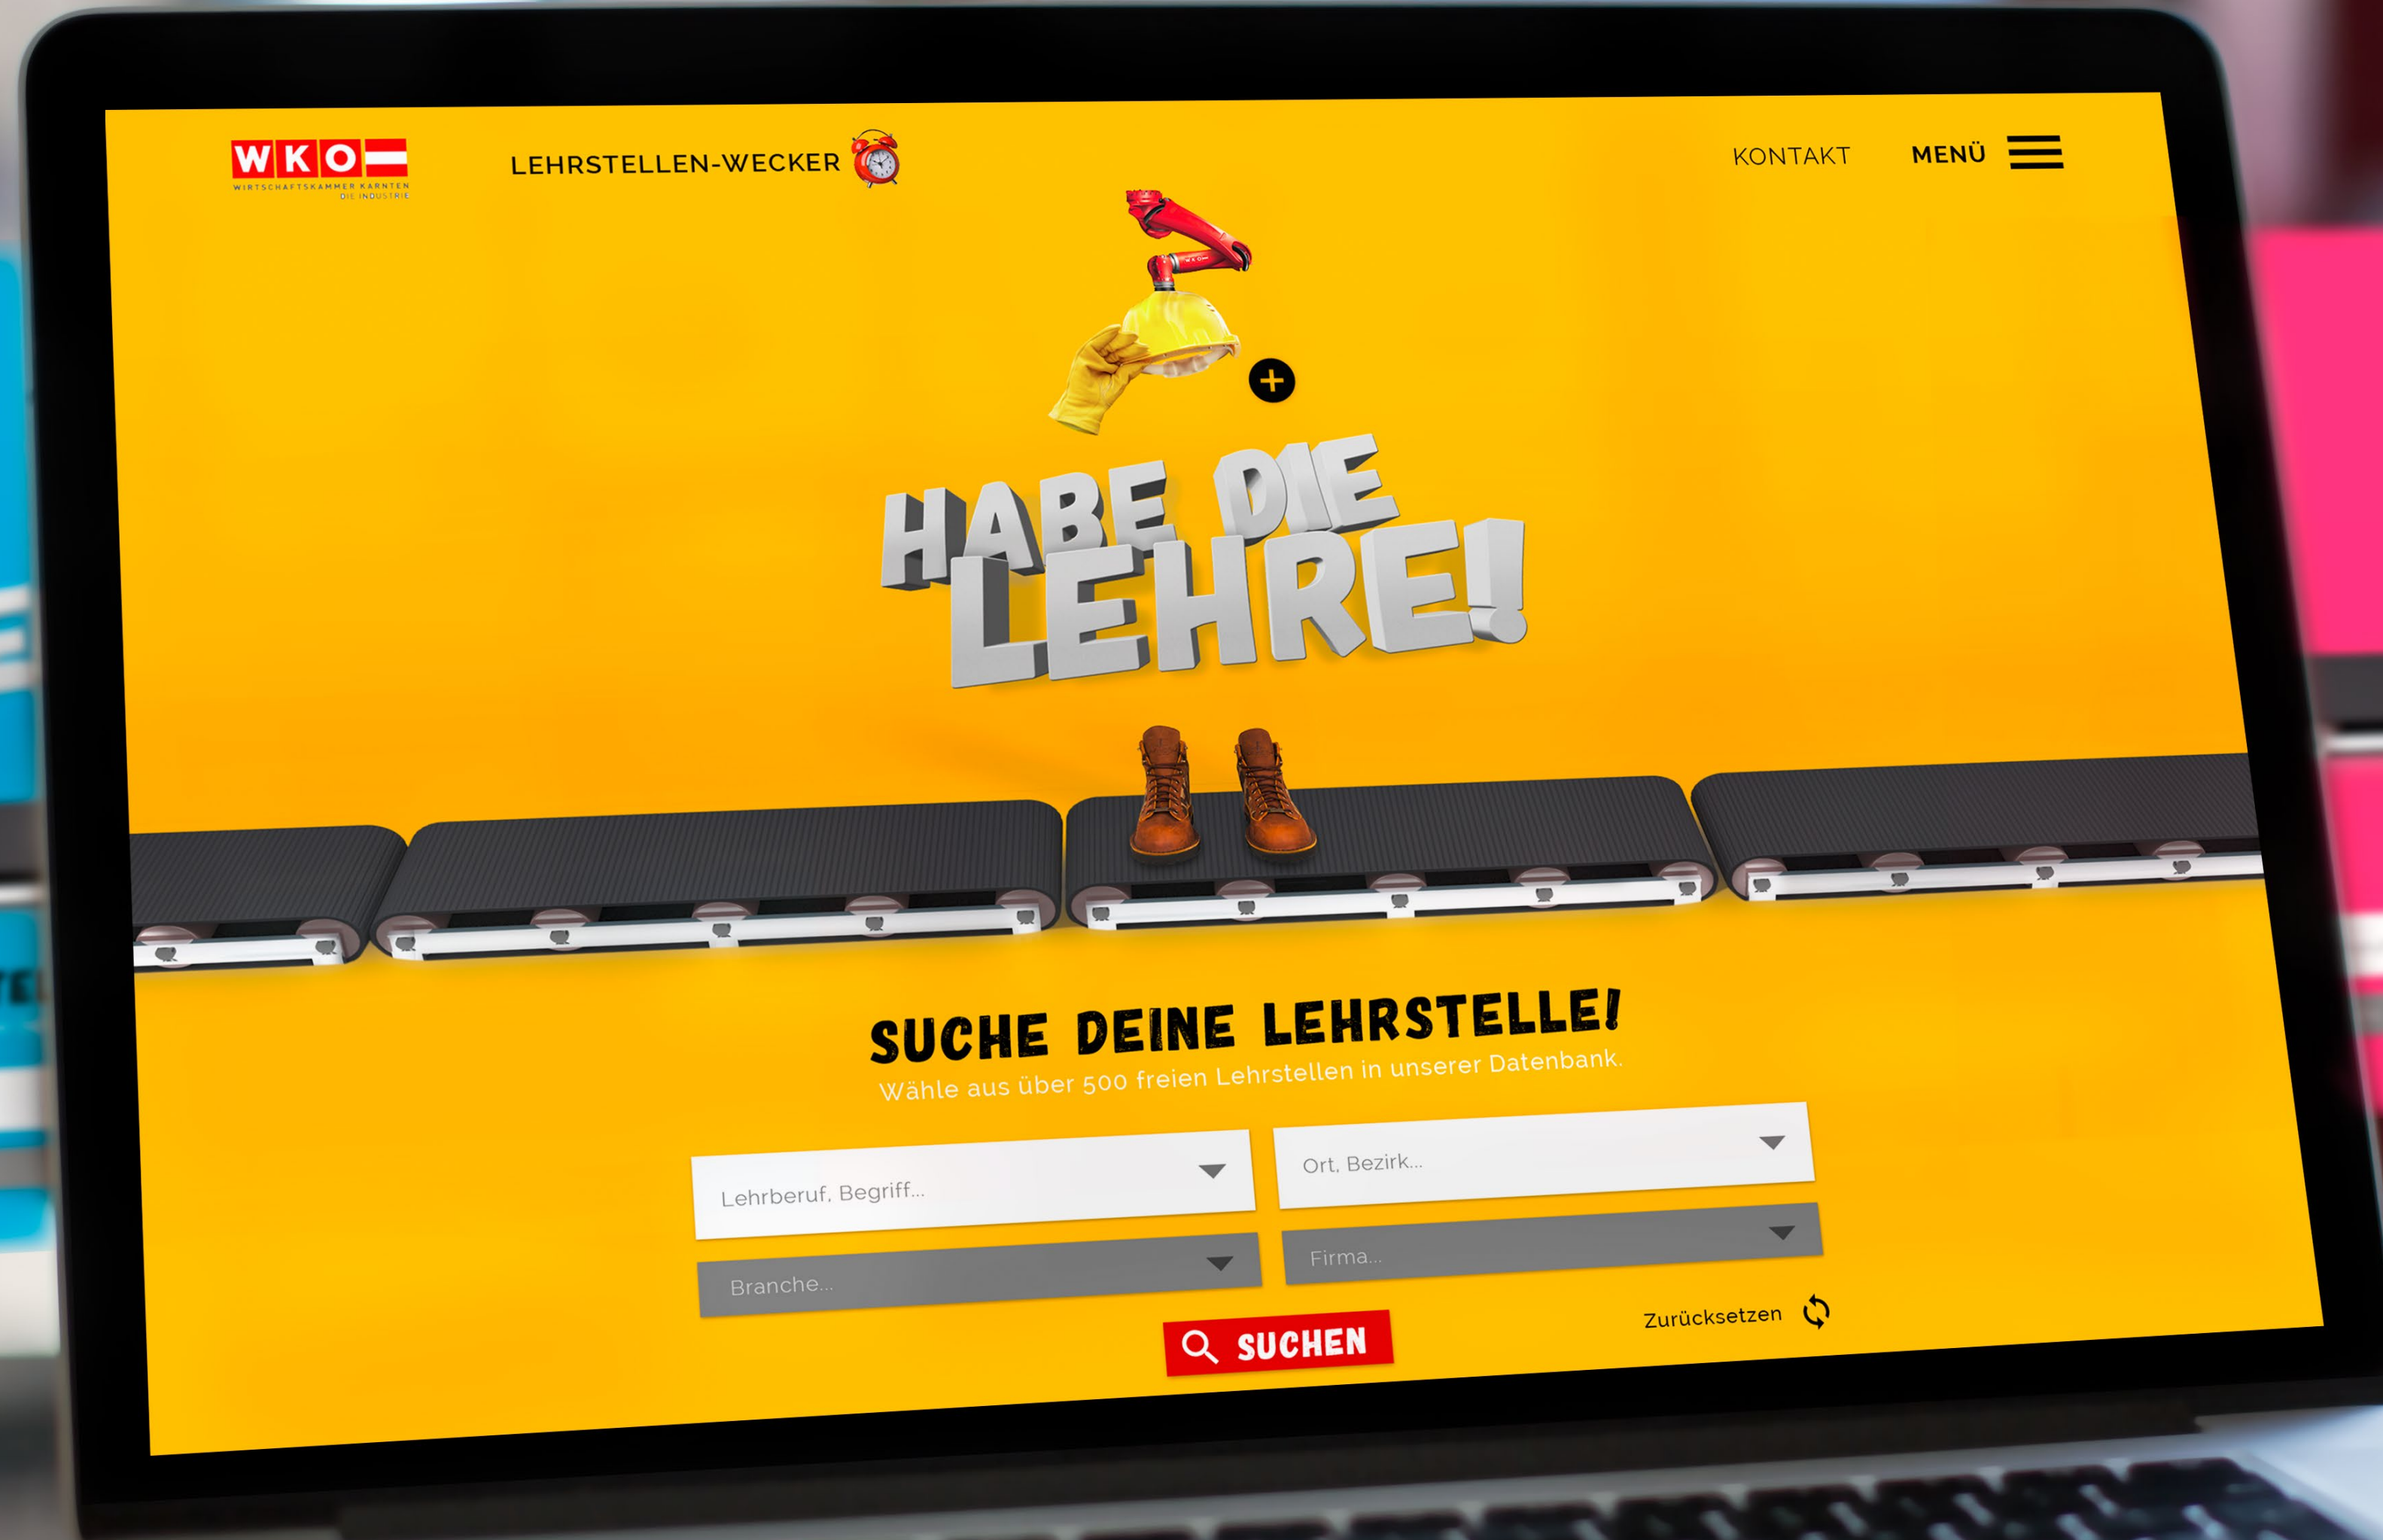 WKO
WIRTSCHAFTSKAMMER KÄRNTEN
DIE INDUSTRIE
LEHRSTELLEN-WECKER
KONTAKT
MENÜ
WKO
HABE DIE
LEHRE!
SUCHE DEINE LEHRSTELLE!
Wähle aus über 500 freien Lehrstellen in unserer Datenbank.
Lehrberuf, Begriff...
Ort, Bezirk...
Branche...
Firma...
Zurücksetzen
SUCHEN